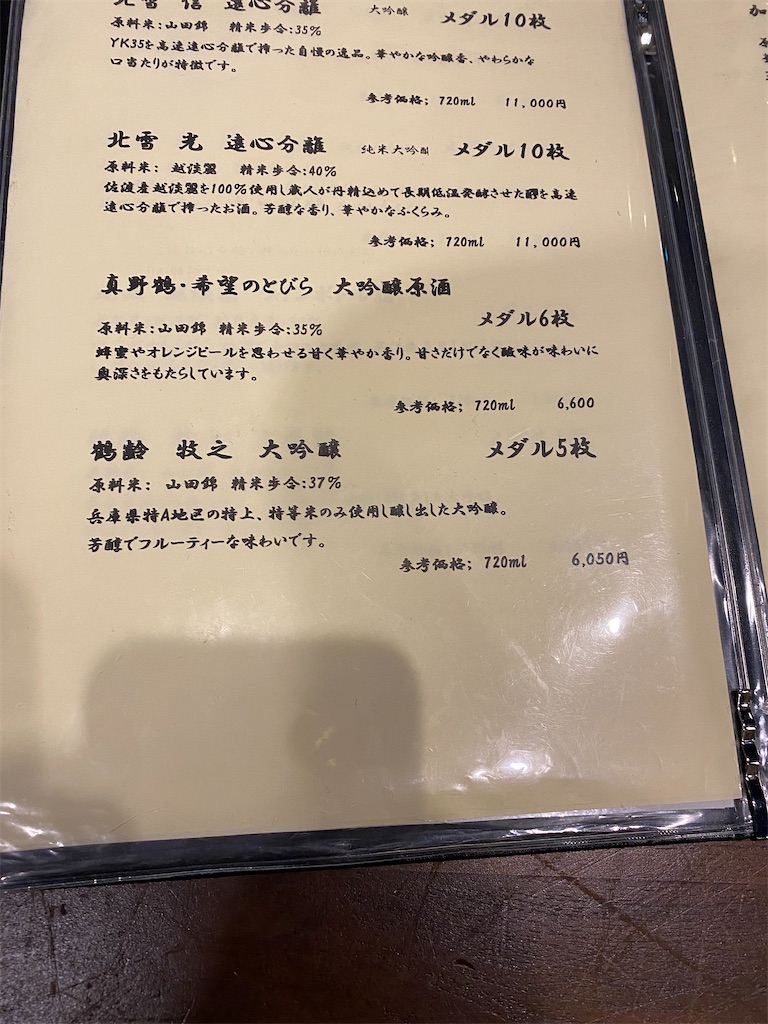 北雪 信 遠心分離 大吟醸 メダル10枚
原料米:山田錦 精米歩合:35%
YK35を高速遠心分離で搾った自慢の逸品。華やかな吟醸香、やわらかな
口当たりが特徴です。
参考価格; 720ml 11,000円
北雪 光 遠心分離 純米大吟醸 メダル10枚
原料米: 越淡麗 精米歩合:40%
佐渡産越淡麗を100%使用し蔵人が丹精込めて長期低温発酵させた醪を高速
遠心分離で搾ったお酒。芳醇な香り、華やかなふくらみ。
参考価格; 720ml 11,000円
真野鶴・希望のとびら 大吟醸原酒
メダル6枚
原料米:山田錦 精米歩合:35%
蜂蜜やオレンジピールを思わせる甘く華やか香り。甘さだけでなく酸味が味わいに
奥深さをもたらしています。
参考価格; 720ml 6,600
鶴齢 牧之 大吟醸 メダル5枚
原料米: 山田錦 精米歩合:37%
兵庫県特A地区の特上、特等米のみ使用し醸し出した大吟醸。
芳醇でフルーティーな味わいです。
参考価格; 720ml 6,050円
加